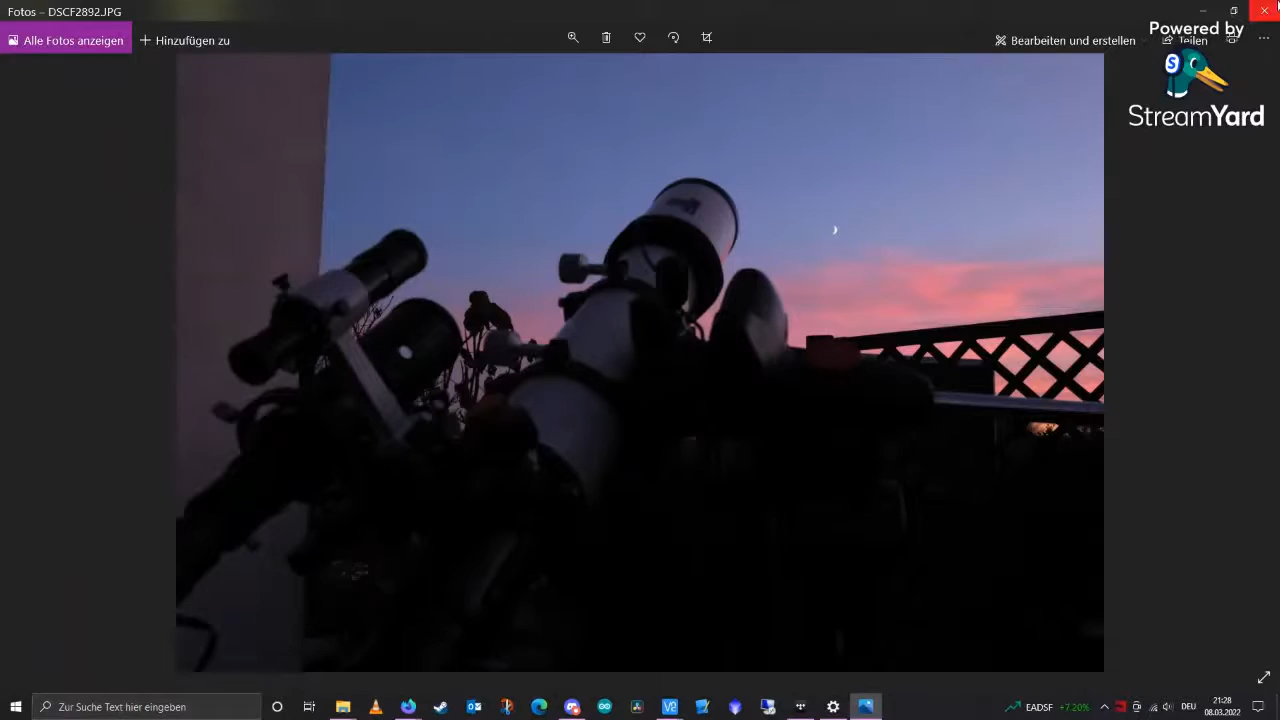 Fotos – DSCF2892.JPG
Powered by
Alle Fotos anzeigen
Hinzufügen zu
Bearbeiten und erstellen
Teilen
S
StreamYard
Zur Suche Text hier eingeben
EADSF +7.20%
DEU
21:28
08.03.2022